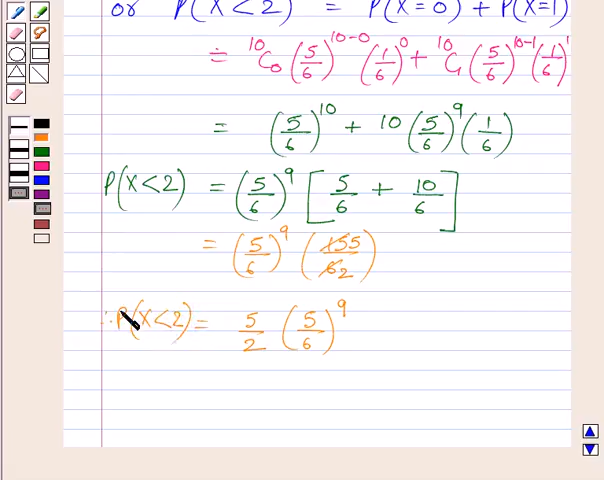 or P(X<2) = P(X=0) + P(X=1)
= ¹⁰C₀ (5/6)¹⁰⁻⁰ (1/6)⁰ + ¹⁰C₁ (5/6)¹⁰⁻¹ (1/6)¹
= (5/6)¹⁰ + 10 (5/6)⁹ (1/6)
P(X<2) = (5/6)⁹ [5/6 + 10/6]
= (5/6)⁹ (15 5/6 2)
∴ P(X<2) = 5/2 (5/6)⁹